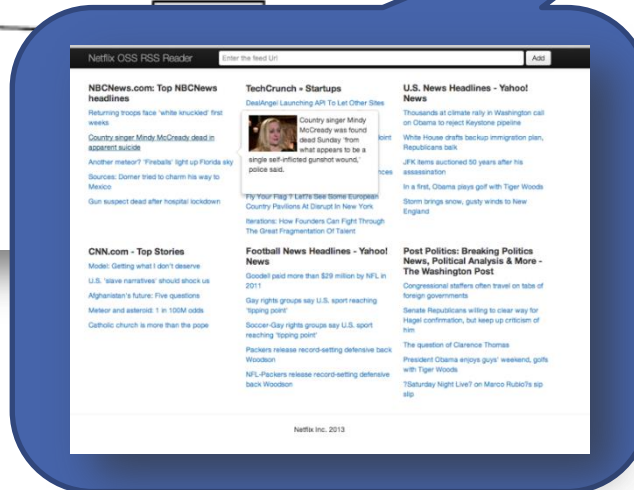 Netflix OSS RSS Reader
Enter the feed Url
Add
NBCNews.com: Top NBCNews
headlines
Returning troops face 'white knuckled' first
weeks
Country singer Mindy McCready dead in
apparent suicide
Another meteor? 'Fireballs' light up Florida sky
Sources: Dorner tried to charm his way to
Mexico
Gun suspect dead after hospital lockdown
TechCrunch » Startups
DealAngel Launching API To Let Other Sites
Country singer Mindy
McCready was found
dead Sunday 'from
what appears to be a
single self-inflicted gunshot wound,'
police said.
Fly Your Flag ? Let?s See Some European
Country Pavilions At Disrupt In New York
Iterations: How Founders Can Fight Through
The Great Fragmentation Of Talent
U.S. News Headlines - Yahoo!
News
Thousands at climate rally in Washington call
on Obama to reject Keystone pipeline
White House drafts backup immigration plan,
Republicans balk
JFK items auctioned 50 years after his
assassination
In a first, Obama plays golf with Tiger Woods
Storm brings snow, gusty winds to New
England
CNN.com - Top Stories
Model: Getting what I don't deserve
U.S. 'slave narratives' should shock us
Afghanistan's future: Five questions
Meteor and asteroid: 1 in 100M odds
Catholic church is more than the pope
Football News Headlines - Yahoo!
News
Goodell paid more than $29 million by NFL in
2011
Gay rights groups say U.S. sport reaching
'tipping point'
Soccer-Gay rights groups say U.S. sport
reaching 'tipping point'
Packers release record-setting defensive back
Woodson
NFL-Packers release record-setting defensive
back Woodson
Post Politics: Breaking Politics
News, Political Analysis & More -
The Washington Post
Congressional staffers often travel on tabs of
foreign governments
Senate Republicans willing to clear way for
Hagel confirmation, but keep up criticism of
him
The question of Clarence Thomas
President Obama enjoys guys' weekend, golfs
with Tiger Woods
?Saturday Night Live? on Marco Rubio?s sip
slip
Netflix Inc. 2013